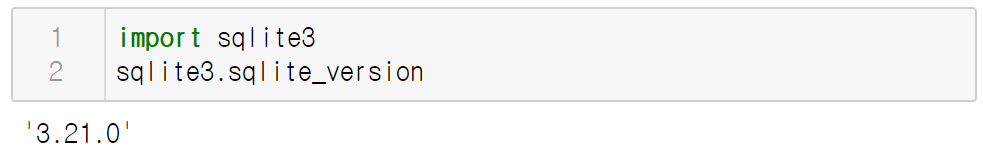 1 import sqlite3
2 sqlite3.sqlite_version
'3.21.0'